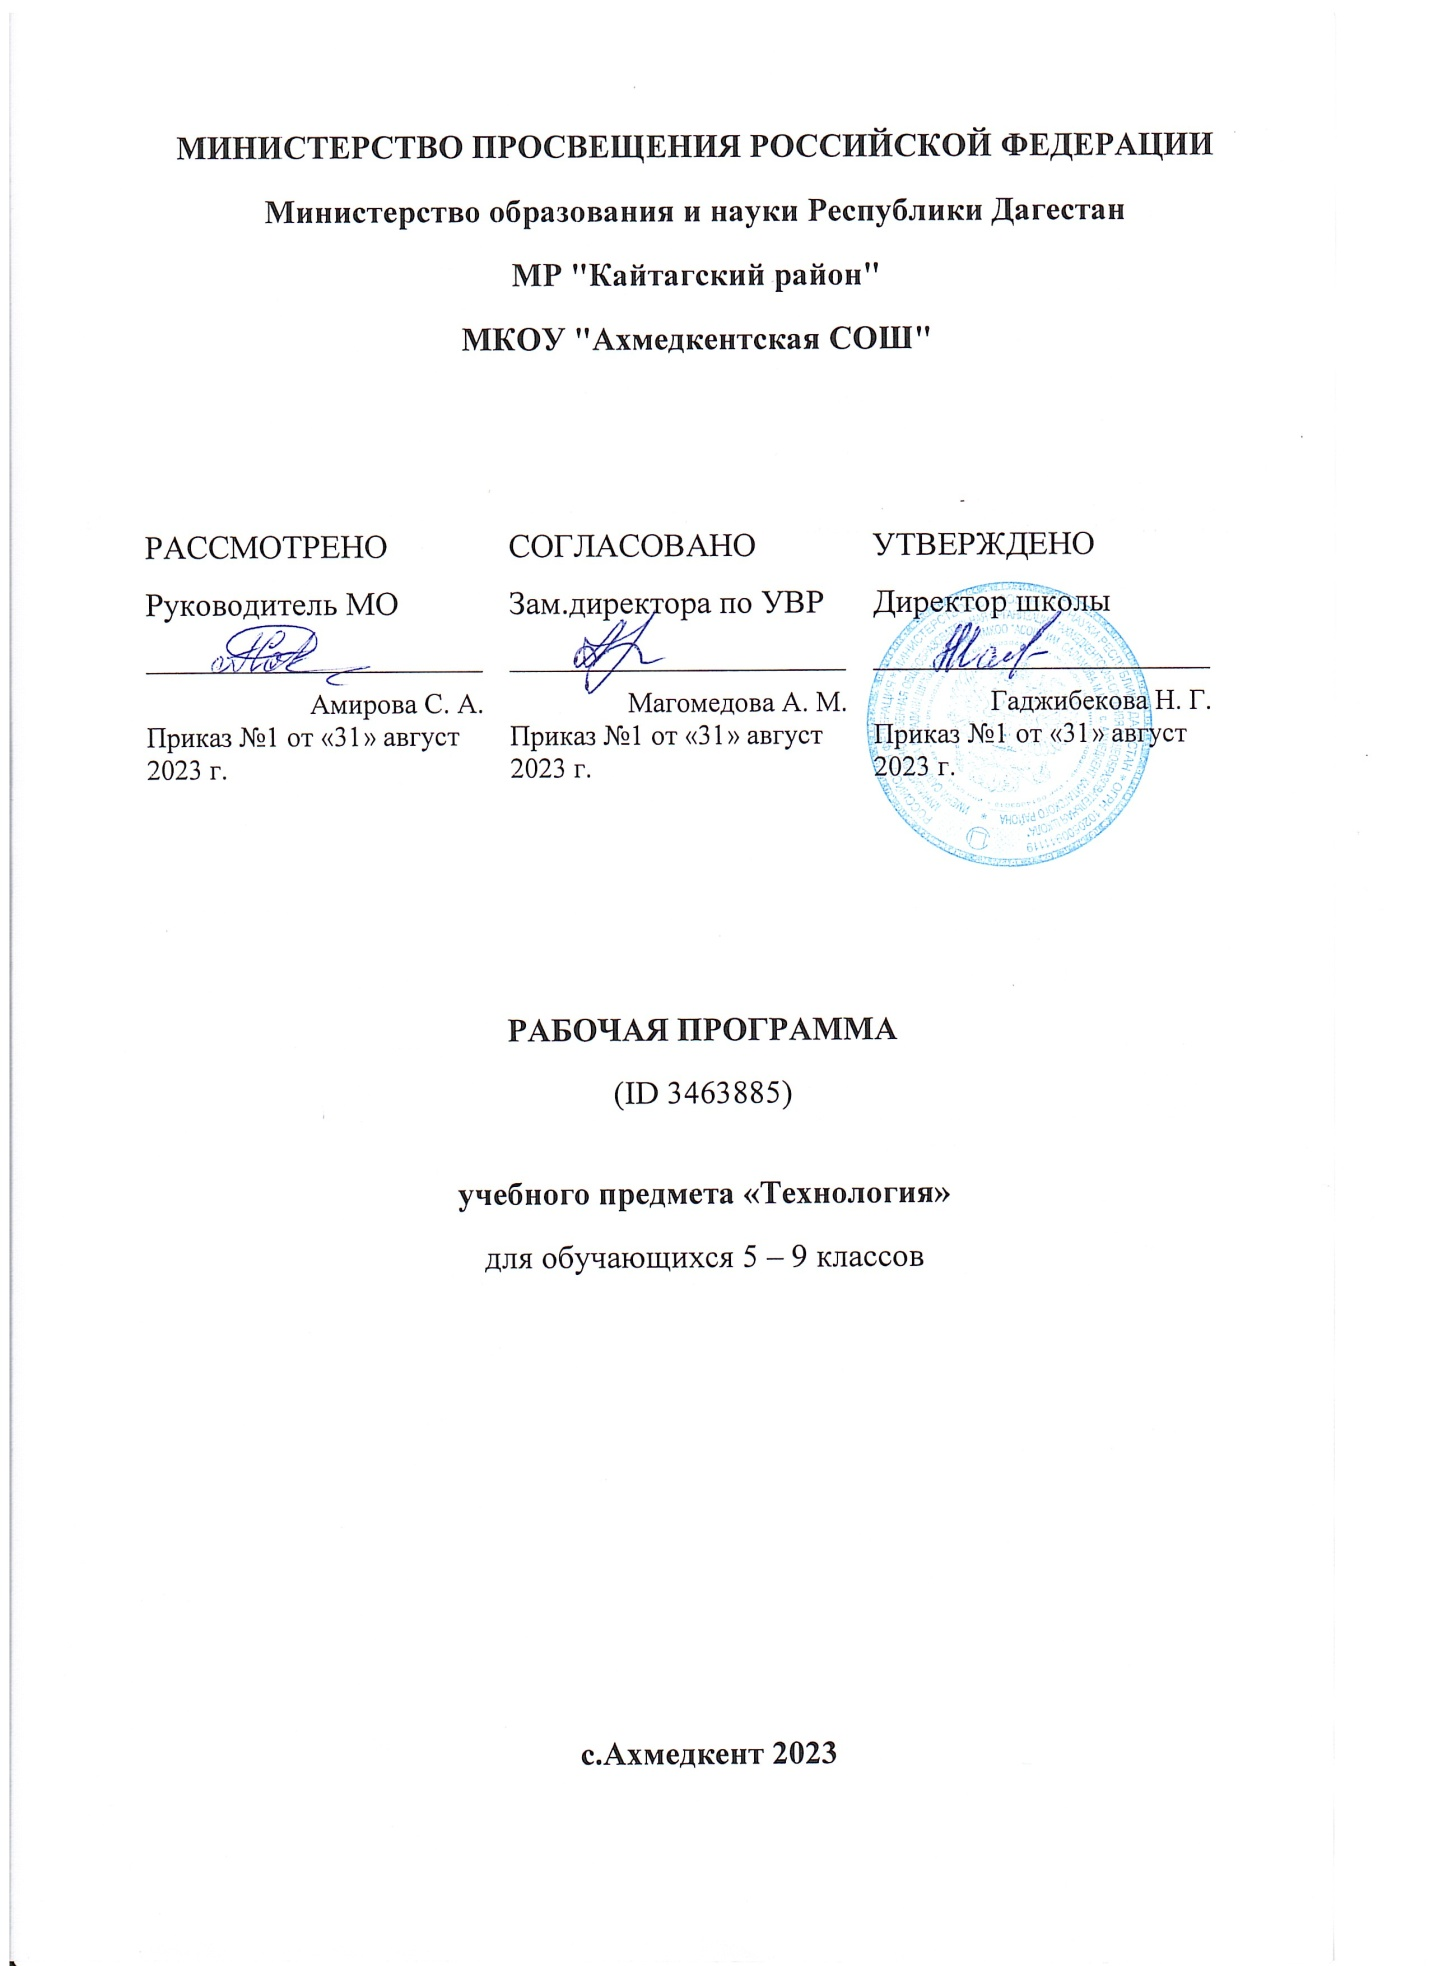 МИНИСТЕРСТВО ПРОСВЕЩЕНИЯ РОССИЙСКОЙ ФЕДЕРАЦИИ
Министерство образования и науки Республики Дагестан
МР "Кайтагский район"
МКОУ "Ахмедкентская СОШ"
РАССМОТРЕНО
Руководитель МО
Амирова С. А.
Приказ №1 от «31» август
2023 г.
СОГЛАСОВАНО
Зам.директора по УВР
Магомедова А. М.
Приказ №1 от «31» август
2023 г.
УТВЕРЖДЕНО
Директор школы
Гаджибекова Н. Г.
Приказ №1 от «31» август
2023 г.
РАБОЧАЯ ПРОГРАММА
(ID 3463885)
учебного предмета «Технология»
для обучающихся 5 – 9 классов
с.Ахмедкент 2023